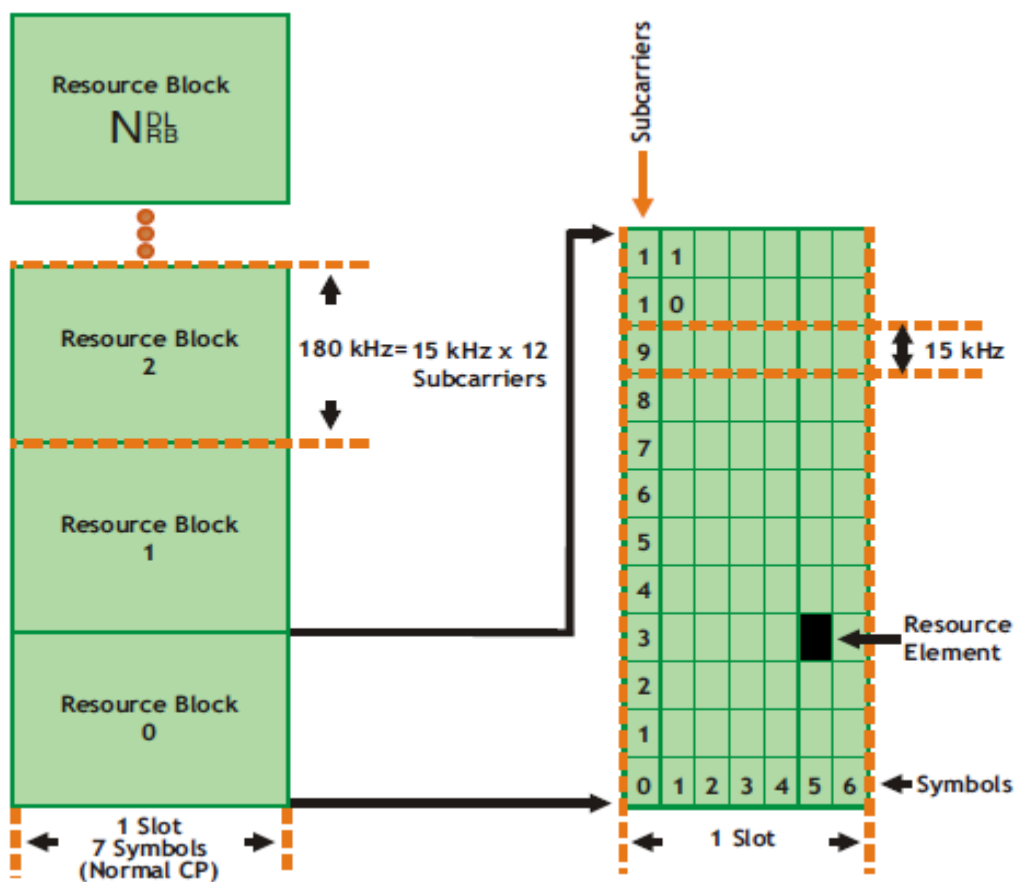 Resource Block
N DL RB
Resource Block
2
180 kHz= 15 kHz x 12
Subcarriers
Resource Block
1
Resource Block
0
1 Slot
7 Symbols
(Normal CP)
Subcarriers
1 1
1 0
9
15 kHz
8
7
6
5
4
3
Resource
Element
2
1
0 1 2 3 4 5 6
Symbols
1 Slot